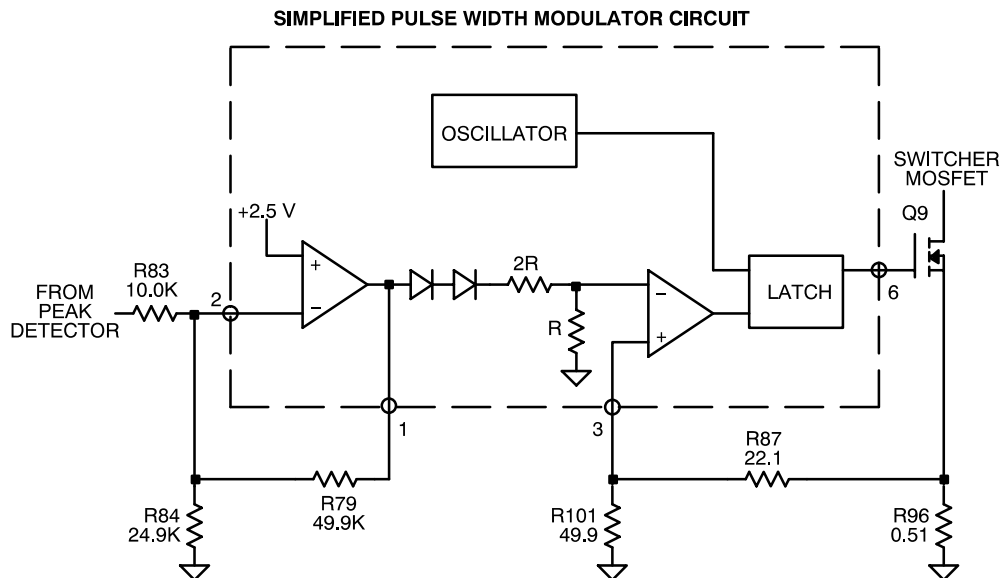 SIMPLIFIED PULSE WIDTH MODULATOR CIRCUIT
OSCILLATOR
SWITCHER
MOSFET
+2.5 V
Q9
R83
10.0K
2R
FROM
PEAK
DETECTOR
2
+
−
−
LATCH
6
R
+
1
3
R87
22.1
R84
24.9K
R79
49.9K
R101
49.9
R96
0.51